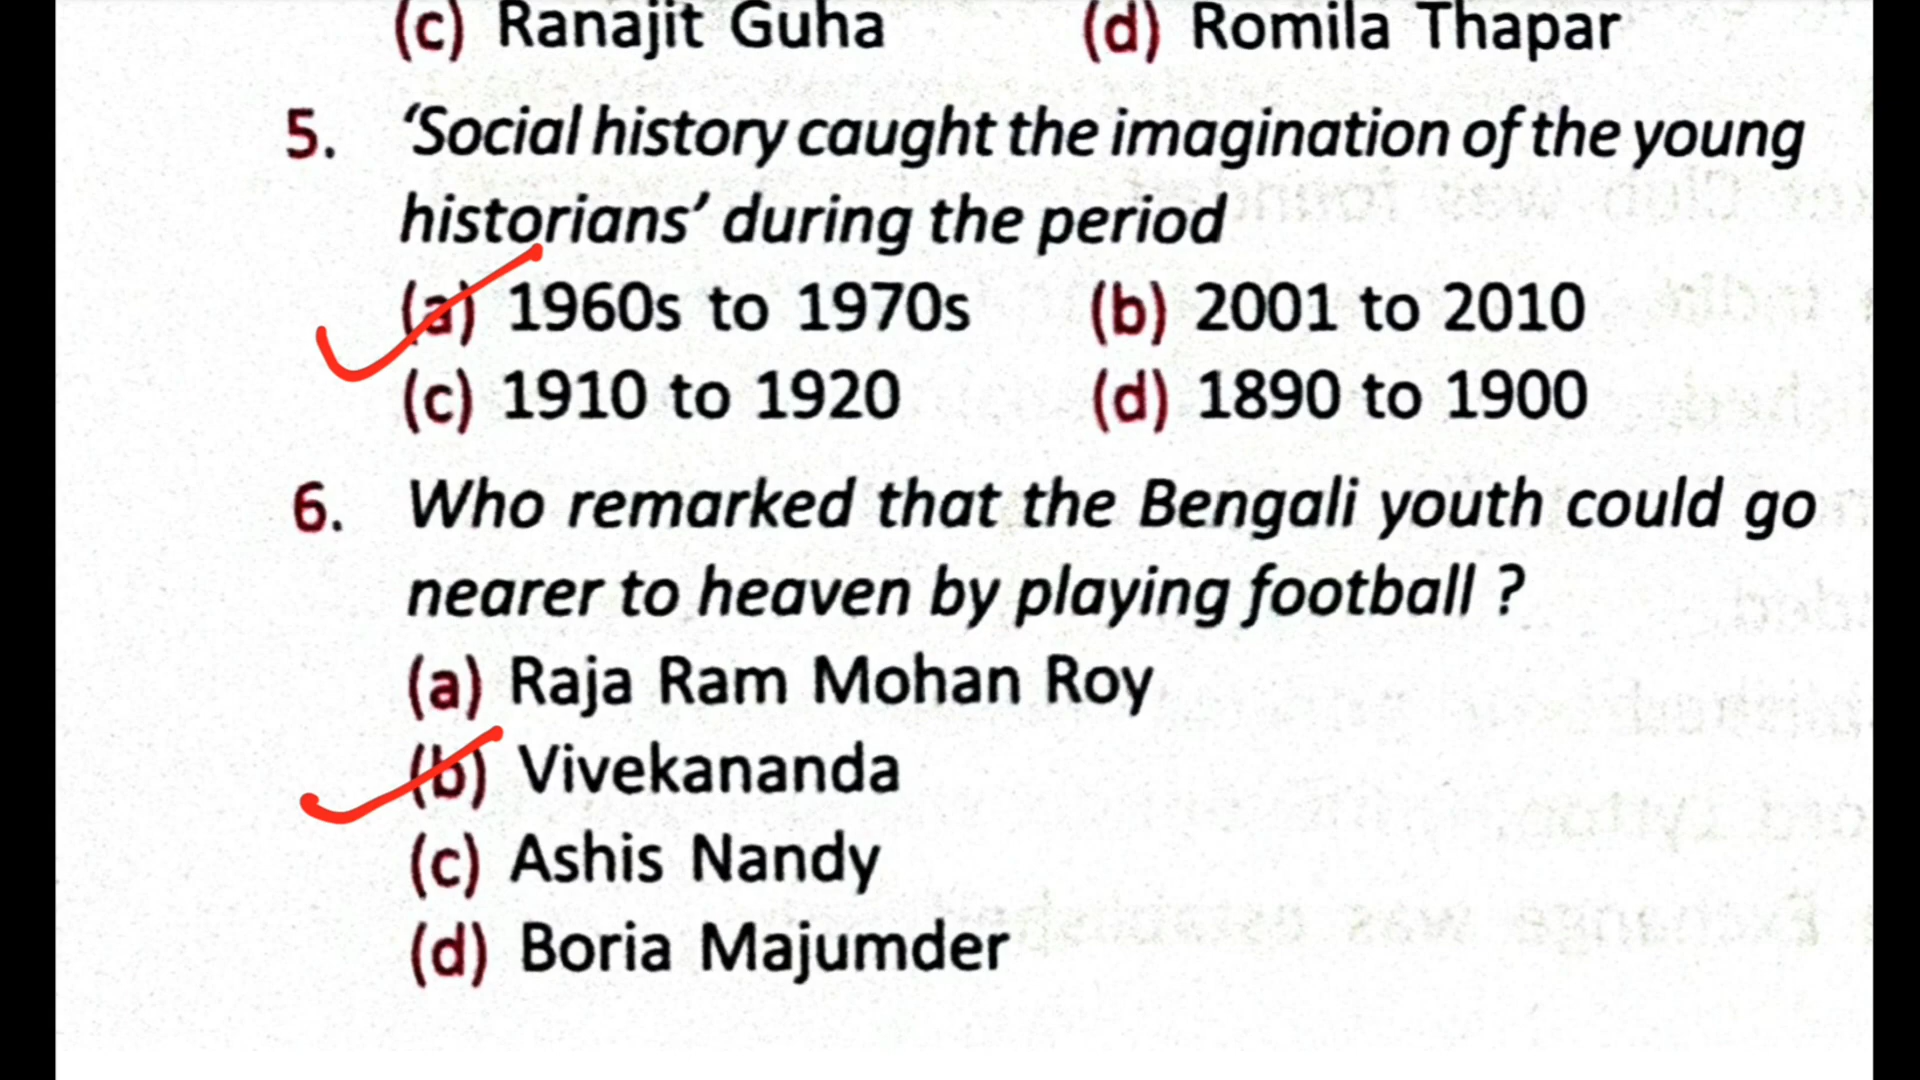 (c) Ranajit Guha (d) Romila Thapar
5. ‘Social history caught the imagination of the young
historians’ during the period
(a) 1960s to 1970s (b) 2001 to 2010
(c) 1910 to 1920 (d) 1890 to 1900
6. Who remarked that the Bengali youth could go
nearer to heaven by playing football ?
(a) Raja Ram Mohan Roy
(b) Vivekananda
(c) Ashis Nandy
(d) Boria Majumder